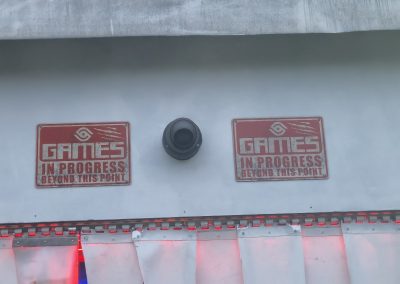 GAMES
IN PROGRESS
BEYOND THIS POINT
GAMES
IN PROGRESS
BEYOND THIS POINT